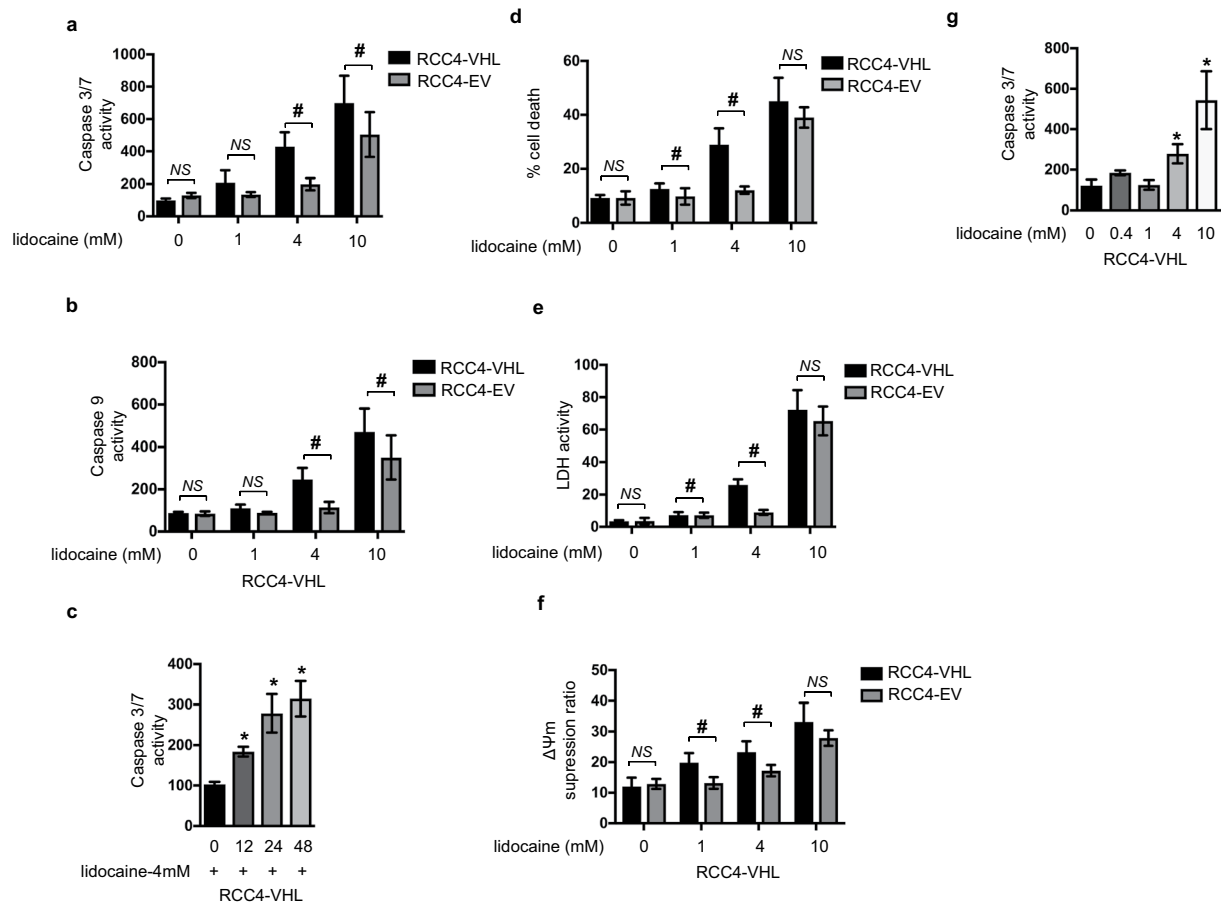 a
1000
800
600
400
200
0
Caspase 3/7
activity
NS
NS
#
#
RCC4-VHL
RCC4-EV
lidocaine (mM)
0 1 4 10
b
800
600
400
200
0
Caspase 9
activity
NS
NS
#
#
RCC4-VHL
RCC4-EV
lidocaine (mM)
0 1 4 10
RCC4-VHL
c
400
300
200
100
0
Caspase 3/7
activity
*
*
*
0 12 24 48
lidocaine-4mM + + + +
RCC4-VHL
d
60
40
20
0
% cell death
NS
#
#
NS
RCC4-VHL
RCC4-EV
lidocaine (mM)
0 1 4 10
e
100
80
60
40
20
0
LDH activity
NS
#
#
NS
RCC4-VHL
RCC4-EV
lidocaine (mM)
0 1 4 10
f
50
40
30
20
10
0
ΔΨm
supression ratio
NS
#
#
NS
RCC4-VHL
RCC4-EV
lidocaine (mM)
0 1 4 10
RCC4-VHL
g
800
600
400
200
0
Caspase 3/7
activity
*
*
lidocaine (mM)
0 0.4 1 4 10
RCC4-VHL